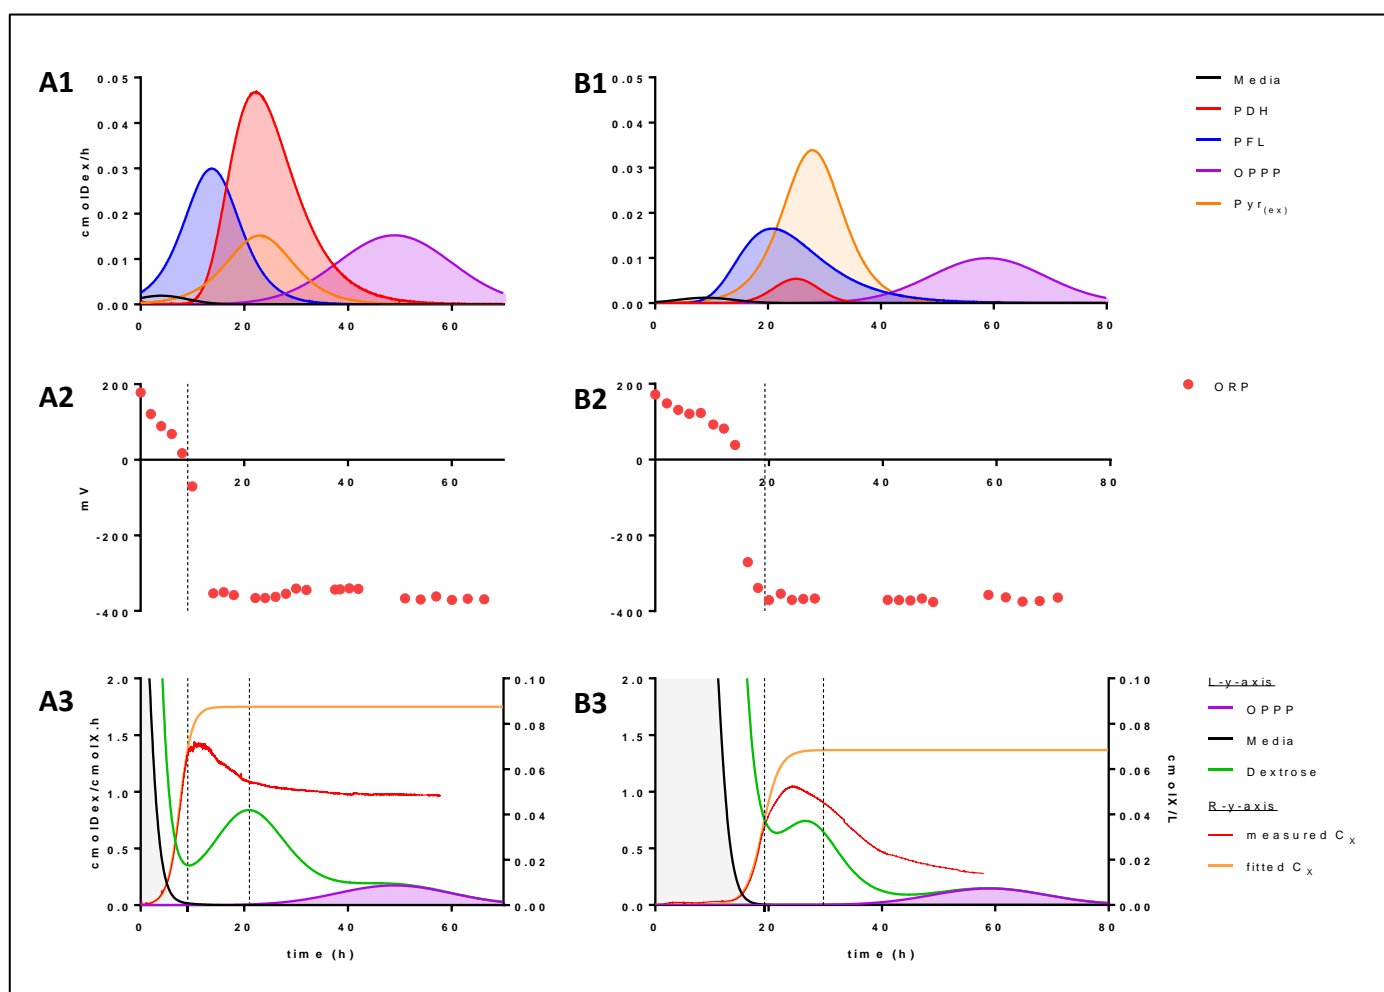 A1
0.05
0.04
0.03
0.02
0.01
0.00
cmolDex/h
0 20 40 60
B1
0.05
0.04
0.03
0.02
0.01
0.00
0 20 40 60 80
Media
PDH
PFL
OPPP
Pyr(ex)
A2
200
0
-200
-400
mV
20 40 60
B2
200
0
-200
-400
20 40 60 80
ORP
A3
2.0
1.5
1.0
0.5
0.0
cmolDex/cmolX.h
0.10
0.08
0.06
0.04
0.02
0.00
0 20 40 60
time (h)
B3
2.0
1.5
1.0
0.5
0.0
0.10
0.08
0.06
0.04
0.02
0.00
cmolX/L
0 20 40 60 80
time (h)
L-y-axis
OPPP
Media
Dextrose
R-y-axis
measured CX
fitted CX